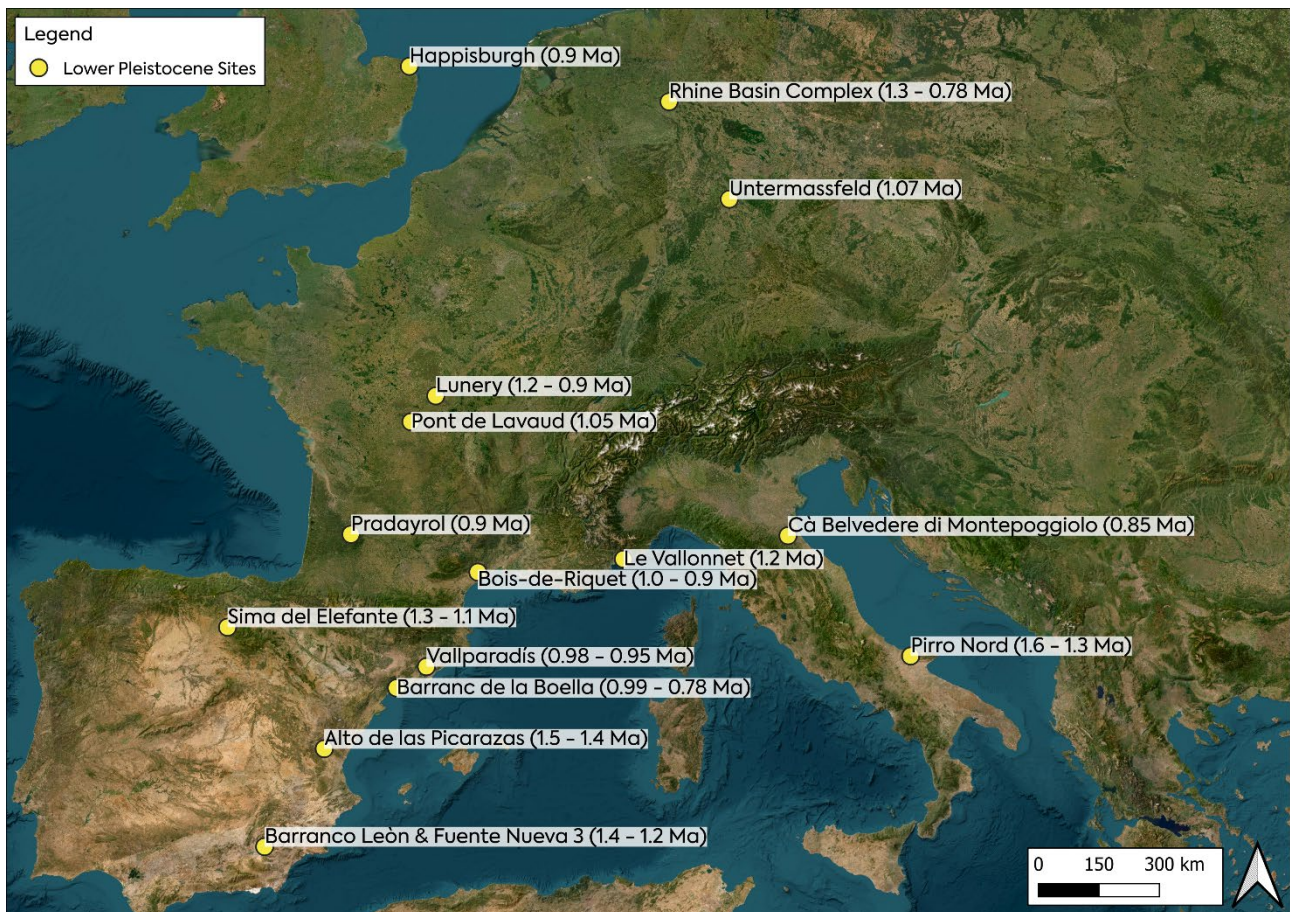 Legend
Lower Pleistocene Sites
Happisburgh (0.9 Ma)
Rhine Basin Complex (1.3 - 0.78 Ma)
Untermassfeld (1.07 Ma)
Lunery (1.2 - 0.9 Ma)
Pont de Lavaud (1.05 Ma)
Pradayrol (0.9 Ma)
Cà Belvedere di Montepoggiolo (0.85 Ma)
Le Vallonnet (1.2 Ma)
Bois-de-Riquet (1.0 - 0.9 Ma)
Sima del Elefante (1.3 - 1.1 Ma)
Pirro Nord (1.6 - 1.3 Ma)
Vallparadís (0.98 - 0.95 Ma)
Barranc de la Boella (0.99 - 0.78 Ma)
Alto de las Picarazas (1.5 - 1.4 Ma)
Barranco Leòn & Fuente Nueva 3 (1.4 - 1.2 Ma)
0 150 300 km